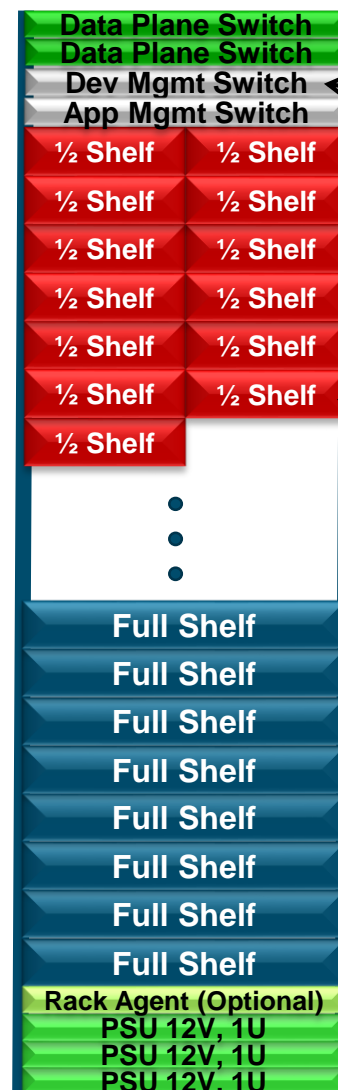 Data Plane Switch
Data Plane Switch
Dev Mgmt Switch
App Mgmt Switch
½ Shelf ½ Shelf
½ Shelf ½ Shelf
½ Shelf ½ Shelf
½ Shelf ½ Shelf
½ Shelf ½ Shelf
½ Shelf ½ Shelf
½ Shelf
Full Shelf
Full Shelf
Full Shelf
Full Shelf
Full Shelf
Full Shelf
Full Shelf
Full Shelf
Rack Agent (Optional)
PSU 12V, 1U
PSU 12V, 1U
PSU 12V, 1U